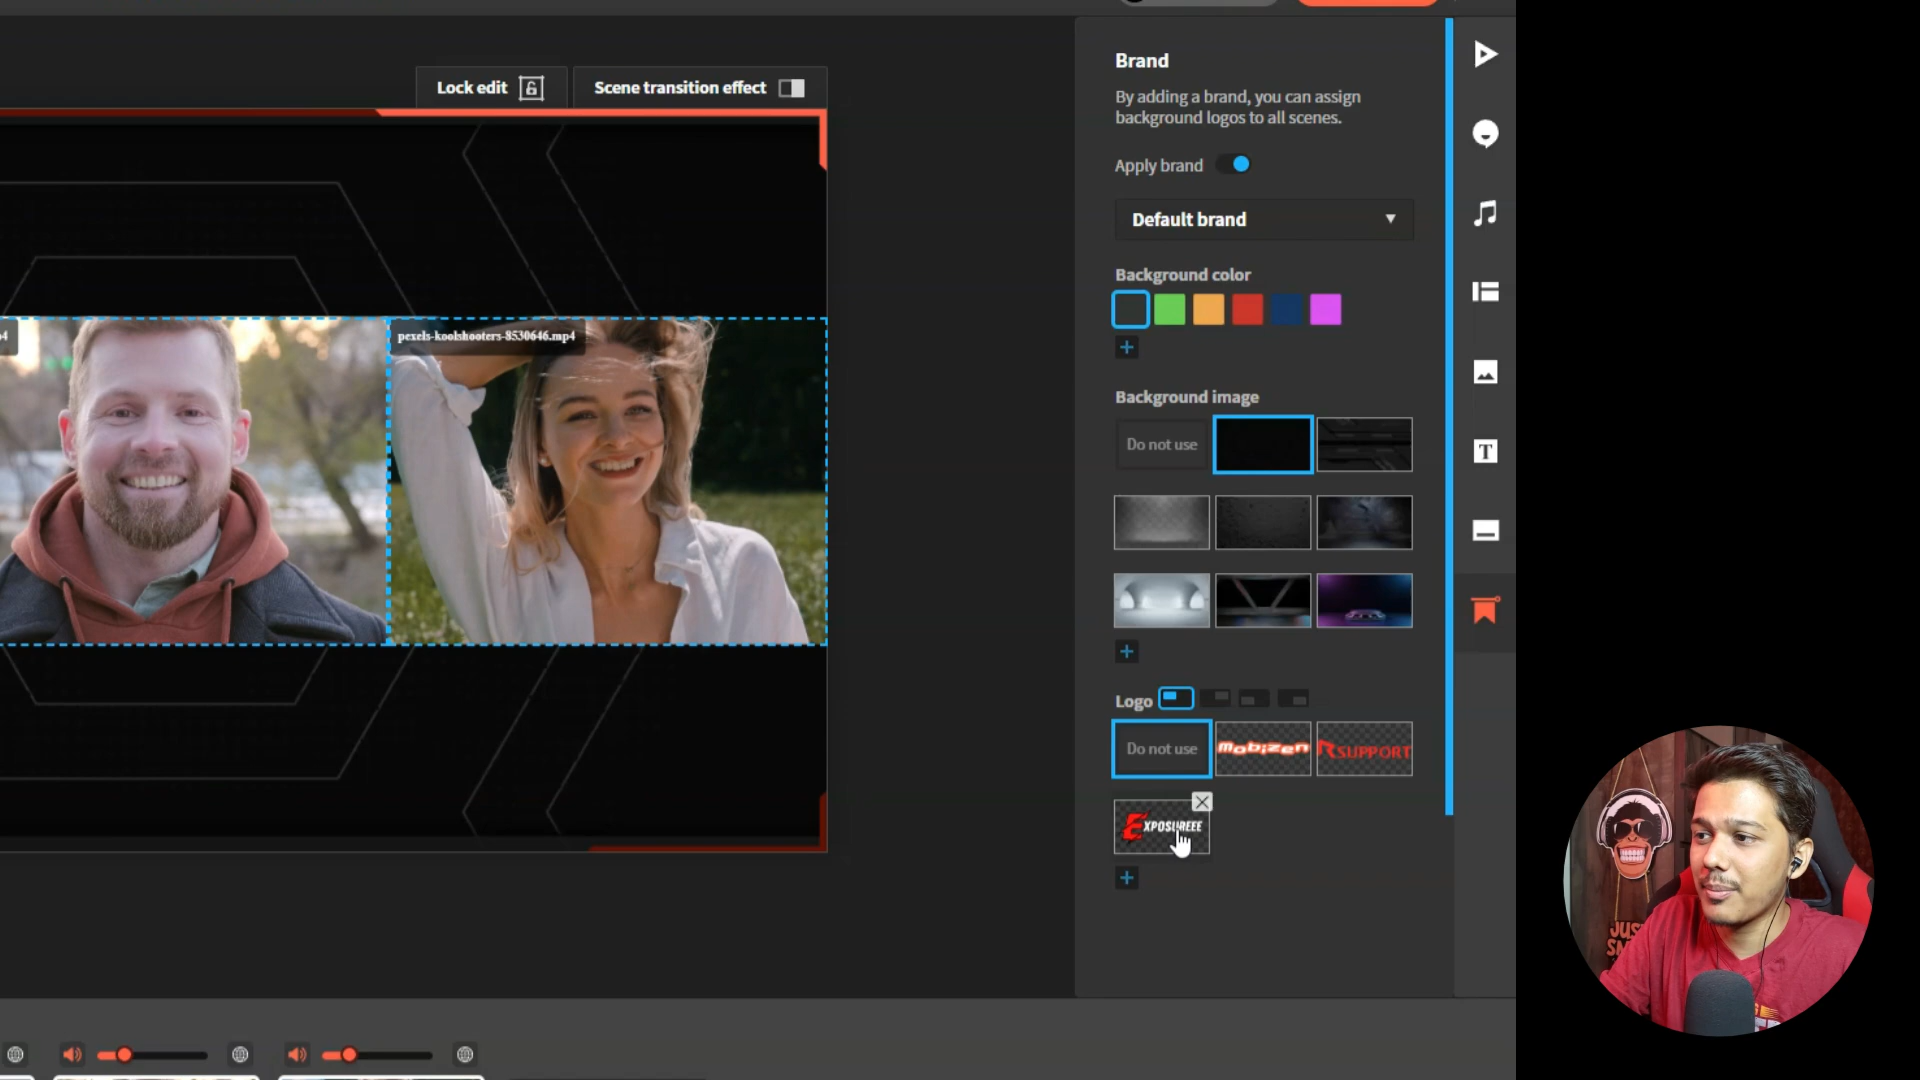 Brand
By adding a brand, you can assign
background logos to all scenes.
Lock edit
Scene transition effect
Apply brand
Default brand
Background color
4
pexels-koolshooters-8530646.mp4
Background image
Do not use
Logo
Do not use
Mobizen
RSUPPORT
EXPOSUREEE
T
JUS